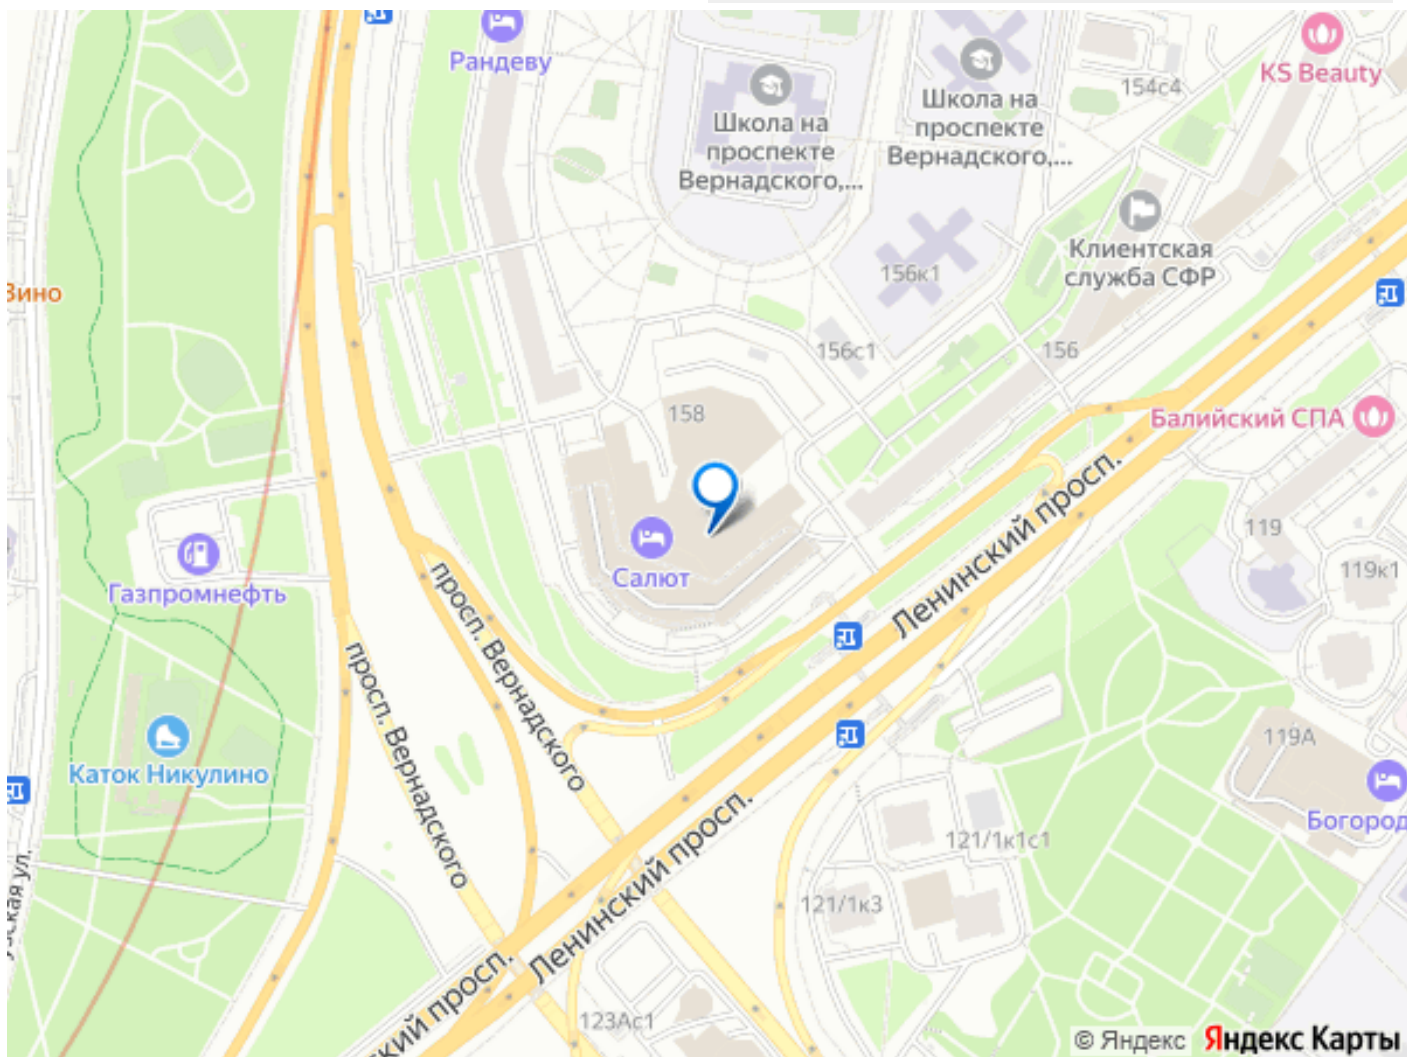 Рандеву
Школа на
проспекте
Вернадского,...
Школа на
проспекте
Вернадского,...
154с4
KS Beauty
Клиентская
служба СФР
156к1
Вино
156с1
156
158
Балийский СПА
Ленинский просп.
119
119к1
Салют
Газпромнефть
просп. Вернадского
просп. Вернадского
Каток Никулино
119А
Богород
Ленинский просп.
121/1к1с1
121/1к3
ский просп.
123Ас1
© Яндекс Яндекс Карты